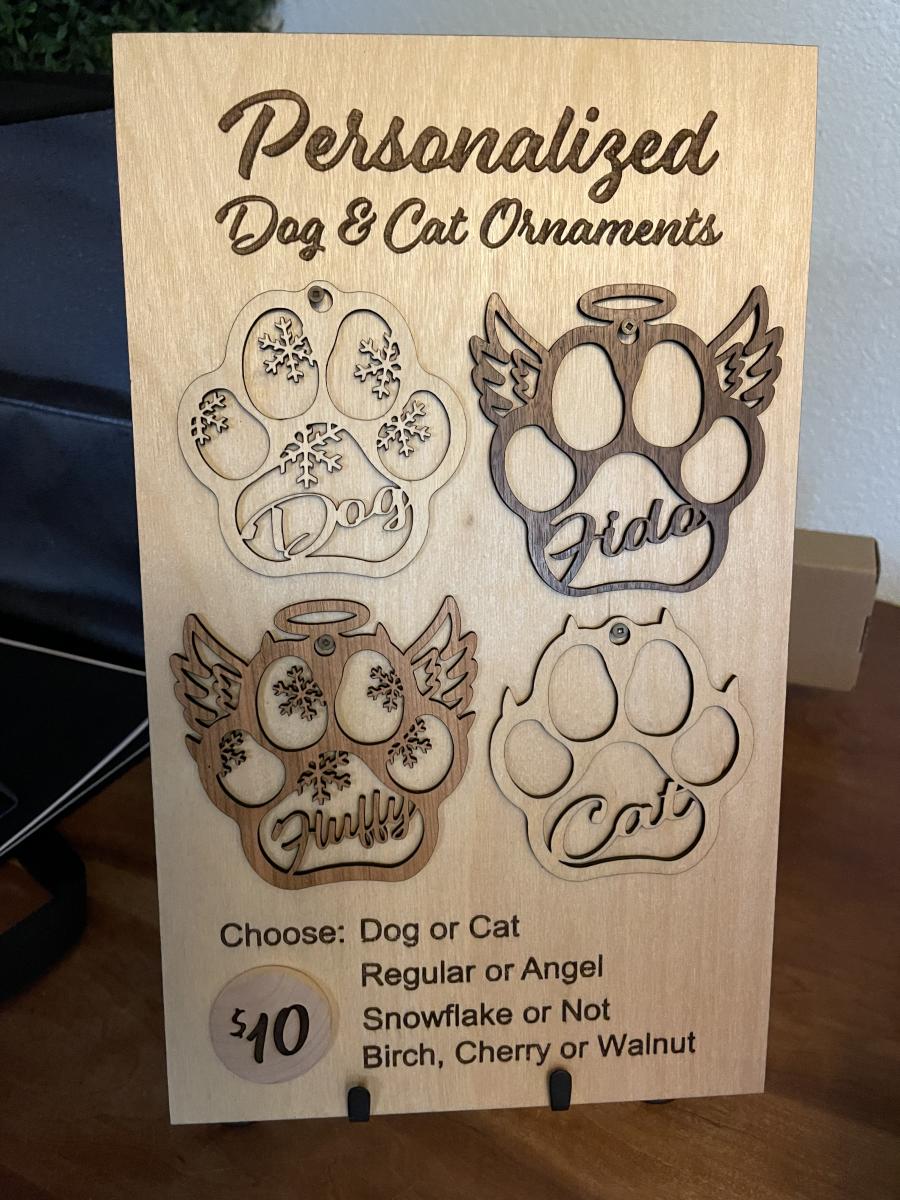 Personalized
Dog & Cat Ornaments
Dog
Fido
Fluffy
Cat
Choose: Dog or Cat
Regular or Angel
Snowflake or Not
Birch, Cherry or Walnut
$10